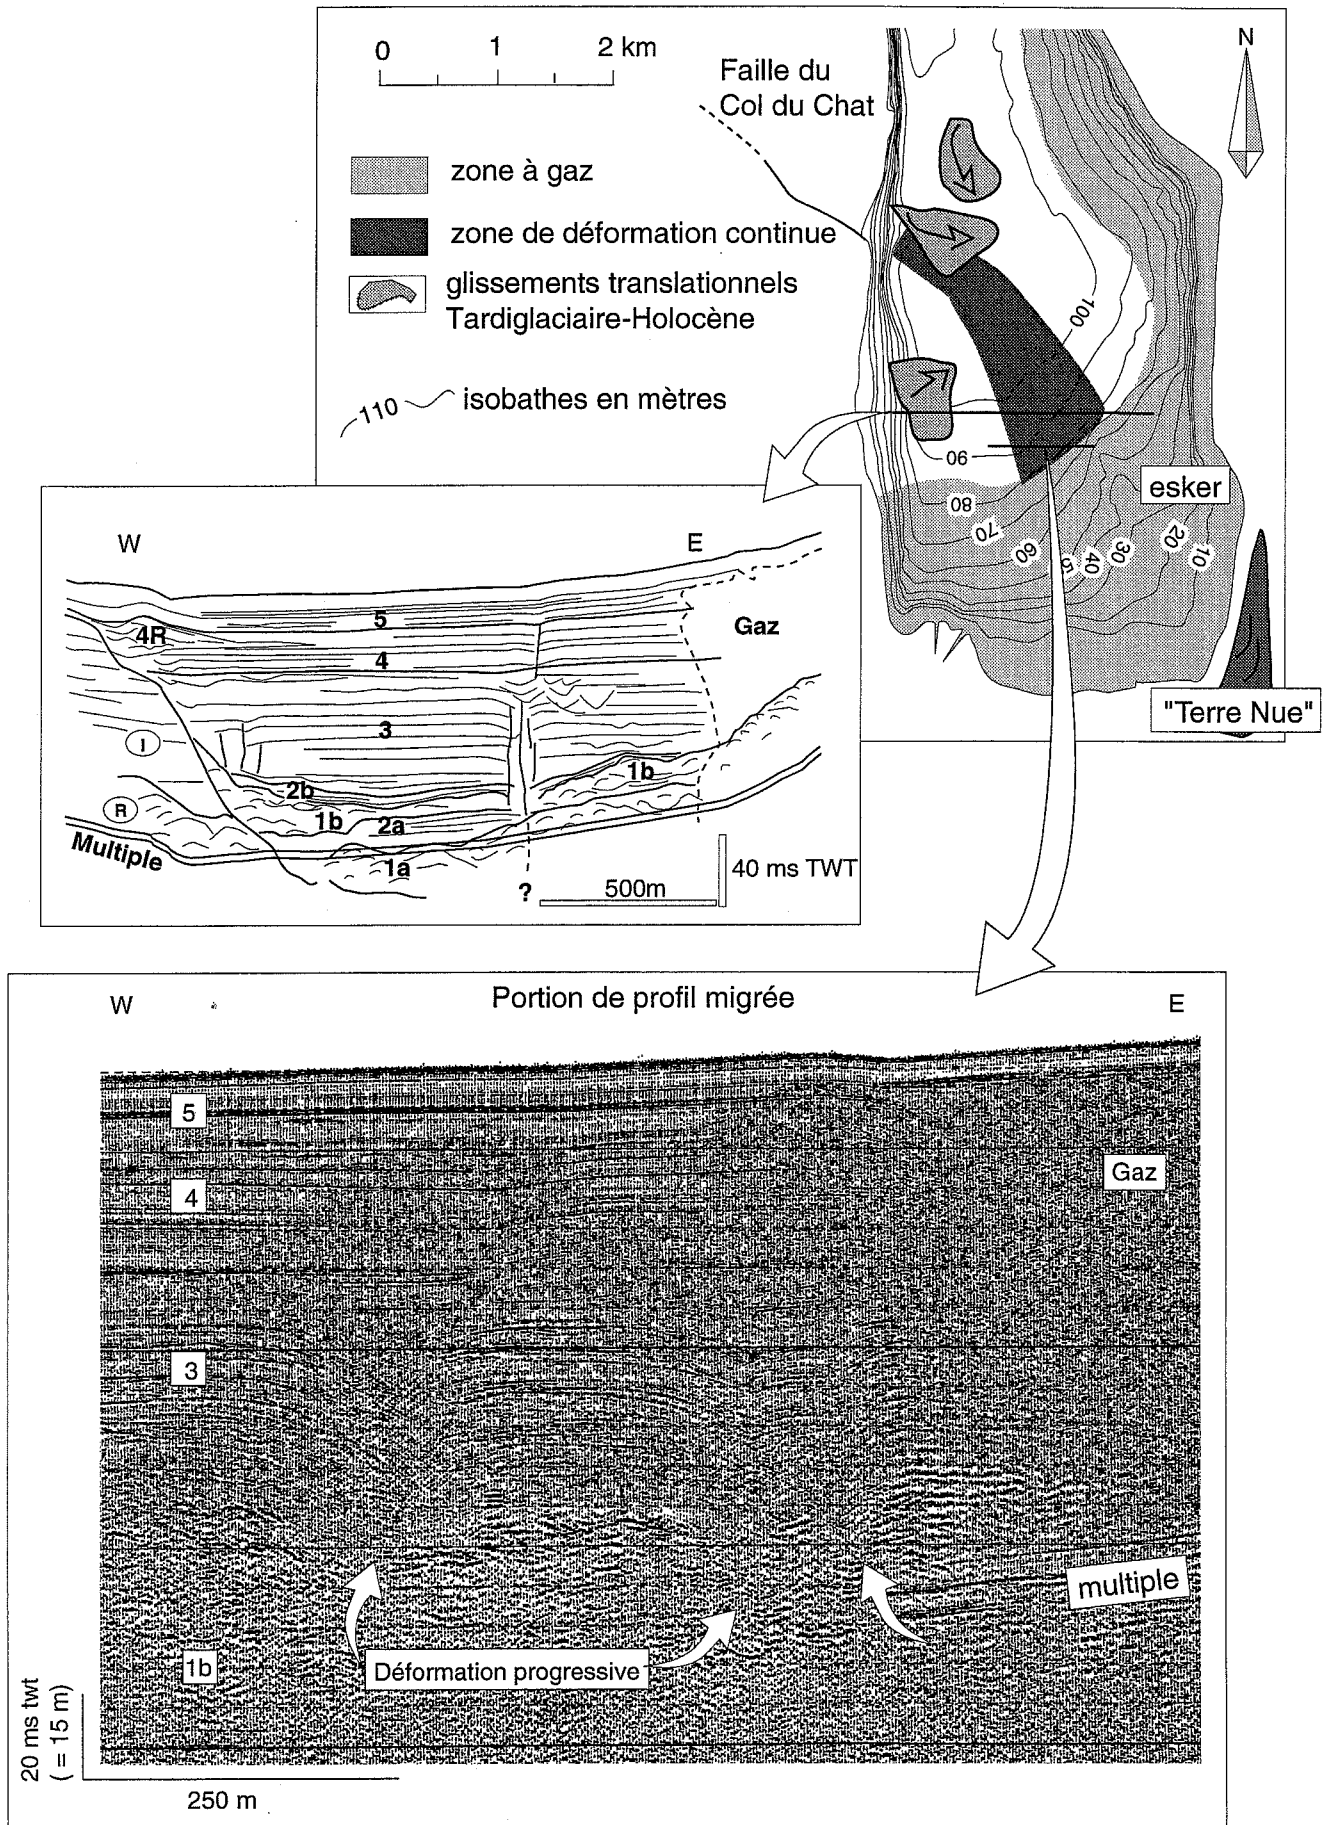 0 1 2 km
N
Faille du
Col du Chat
zone à gaz
zone de déformation continue
glissements translationnels
Tardiglaciaire-Holocène
110 isobathes en mètres
100
90
80
70
60
5
40
30
20
10
esker
"Terre Nue"
W E
5
4R
4
Gaz
3
I
2b
1b
1b
2a
R
Multiple
1a
40 ms TWT
500m
?
W Portion de profil migrée E
5
4
Gaz
3
multiple
1b
Déformation progressive
20 ms twt
( = 15 m)
250 m